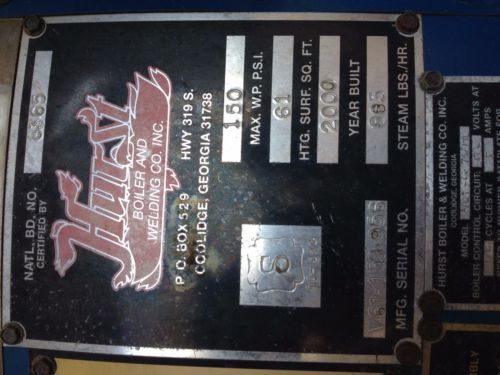 NATL. BD. NO.
CERTIFIED BY
Hurst
BOILER AND
WELDING CO. INC.
P.O. BOX 529 HWY 319 S.
COOLIDGE, GEORGIA 31738
S
150
MAX. W.P. P.S.I.
61
HTG. SURF. SQ. FT.
2000
YEAR BUILT
STEAM LBS./HR.
MFG. SERIAL NO.
HURST BOILER & WELDING CO. INC.
COOLIDGE, GEORGIA
MODEL
BOILER CONTROL CIRCUIT: VOLTS AT
CYCLES AT AMPS